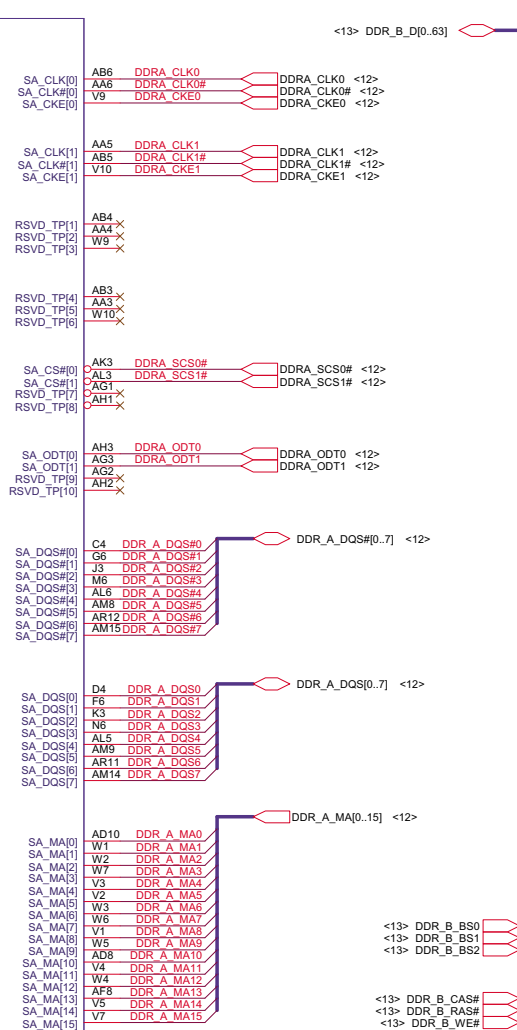 <13> DDR_B_D[0..63]
SA_CLK[0] AB6 DDRA_CLK0 DDRA_CLK0 <12>
SA_CLK#[0] AA6 DDRA_CLK0# DDRA_CLK0# <12>
SA_CKE[0] V9 DDRA_CKE0 DDRA_CKE0 <12>
SA_CLK[1] AA5 DDRA_CLK1 DDRA_CLK1 <12>
SA_CLK#[1] AB5 DDRA_CLK1# DDRA_CLK1# <12>
SA_CKE[1] V10 DDRA_CKE1 DDRA_CKE1 <12>
RSVD_TP[1] AB4
RSVD_TP[2] AA4
RSVD_TP[3] W9
RSVD_TP[4] AB3
RSVD_TP[5] AA3
RSVD_TP[6] W10
SA_CS#[0] AK3 DDRA_SCS0# DDRA_SCS0# <12>
SA_CS#[1] AL3 DDRA_SCS1# DDRA_SCS1# <12>
RSVD_TP[7] AG1
RSVD_TP[8] AH1
SA_ODT[0] AH3 DDRA_ODT0 DDRA_ODT0 <12>
SA_ODT[1] AG3 DDRA_ODT1 DDRA_ODT1 <12>
RSVD_TP[9] AG2
RSVD_TP[10] AH2
DDR_A_DQS#[0..7] <12>
SA_DQS#[0] C4 DDR_A_DQS#0
SA_DQS#[1] G6 DDR_A_DQS#1
SA_DQS#[2] J3 DDR_A_DQS#2
SA_DQS#[3] M6 DDR_A_DQS#3
SA_DQS#[4] AL6 DDR_A_DQS#4
SA_DQS#[5] AM8 DDR_A_DQS#5
SA_DQS#[6] AR12 DDR_A_DQS#6
SA_DQS#[7] AM15 DDR_A_DQS#7
DDR_A_DQS[0..7] <12>
SA_DQS[0] D4 DDR_A_DQS0
SA_DQS[1] F6 DDR_A_DQS1
SA_DQS[2] K3 DDR_A_DQS2
SA_DQS[3] N6 DDR_A_DQS3
SA_DQS[4] AL5 DDR_A_DQS4
SA_DQS[5] AM9 DDR_A_DQS5
SA_DQS[6] AR11 DDR_A_DQS6
SA_DQS[7] AM14 DDR_A_DQS7
DDR_A_MA[0..15] <12>
SA_MA[0] AD10 DDR_A_MA0
SA_MA[1] W1 DDR_A_MA1
SA_MA[2] W2 DDR_A_MA2
SA_MA[3] W7 DDR_A_MA3
SA_MA[4] V3 DDR_A_MA4
SA_MA[5] V2 DDR_A_MA5
SA_MA[6] W3 DDR_A_MA6
SA_MA[7] W6 DDR_A_MA7
SA_MA[8] V1 DDR_A_MA8
SA_MA[9] W5 DDR_A_MA9
SA_MA[10] AD8 DDR_A_MA10
SA_MA[11] V4 DDR_A_MA11
SA_MA[12] W4 DDR_A_MA12
SA_MA[13] AF8 DDR_A_MA13
SA_MA[14] V5 DDR_A_MA14
SA_MA[15] V7 DDR_A_MA15
<13> DDR_B_BS0
<13> DDR_B_BS1
<13> DDR_B_BS2
<13> DDR_B_CAS#
<13> DDR_B_RAS#
<13> DDR_B_WE#